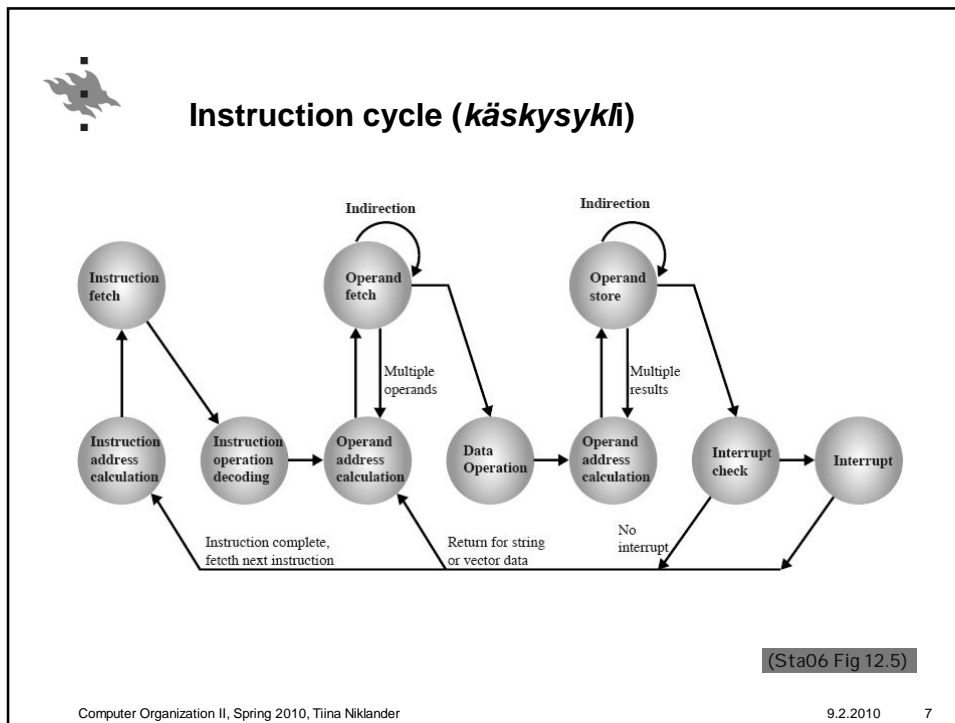 Instruction cycle (käskysykli)
Indirection
Indirection
Instruction
fetch
Operand
fetch
Operand
store
Multiple
operands
Multiple
results
Instruction
address
calculation
Instruction
operation
decoding
Operand
address
calculation
Data
Operation
Operand
address
calculation
Interrupt
check
Interrupt
Instruction complete,
fetcth next instruction
Return for string
or vector data
No
interrupt
(Sta06 Fig 12.5)
Computer Organization II, Spring 2010, Tiina Niklander
9.2.2010
7